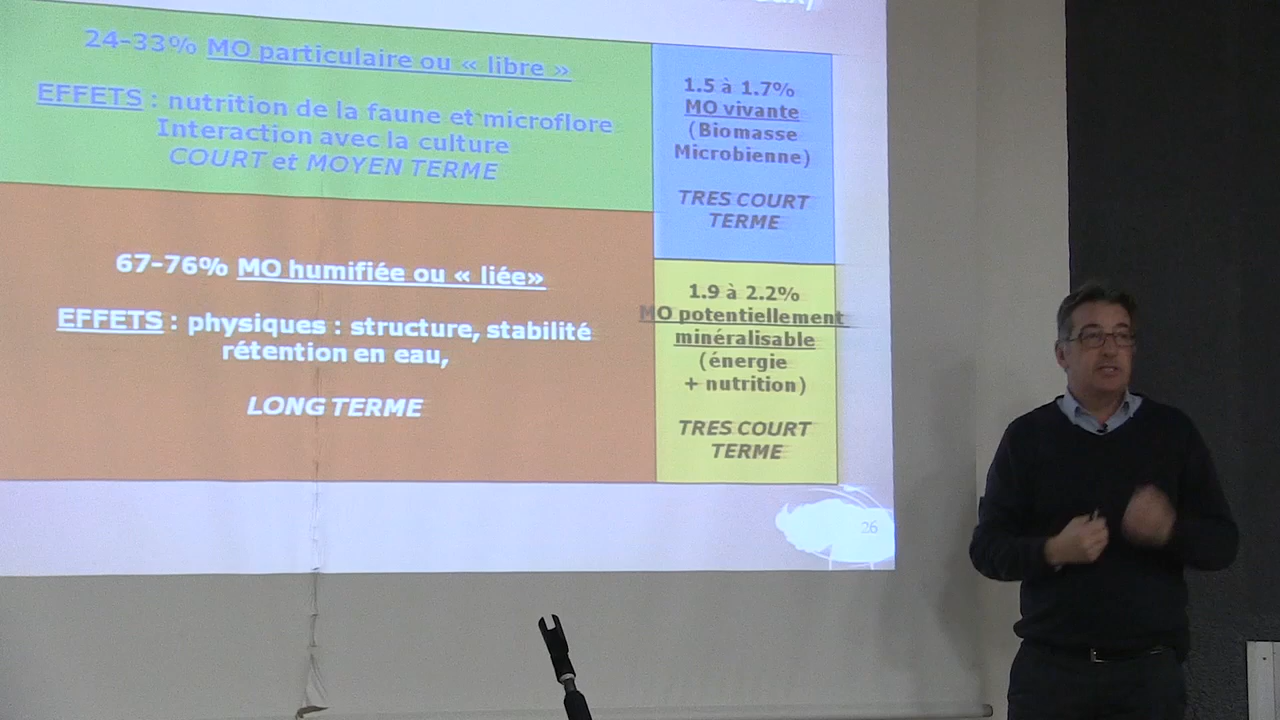 24-33% MO particulaire ou « libre »
EFFETS : nutrition de la faune et microflore
Interaction avec la culture
COURT et MOYEN TERME
67-76% MO humifiée ou « liée»
EFFETS : physiques : structure, stabilité
rétention en eau,
LONG TERME
1.5 à 1.7%
MO vivante
(Biomasse
Microbienne)
TRES COURT
TERME
1.9 à 2.2%
MO potentiellement
minéralisable
(énergie
+ nutrition)
TRES COURT
TERME
26